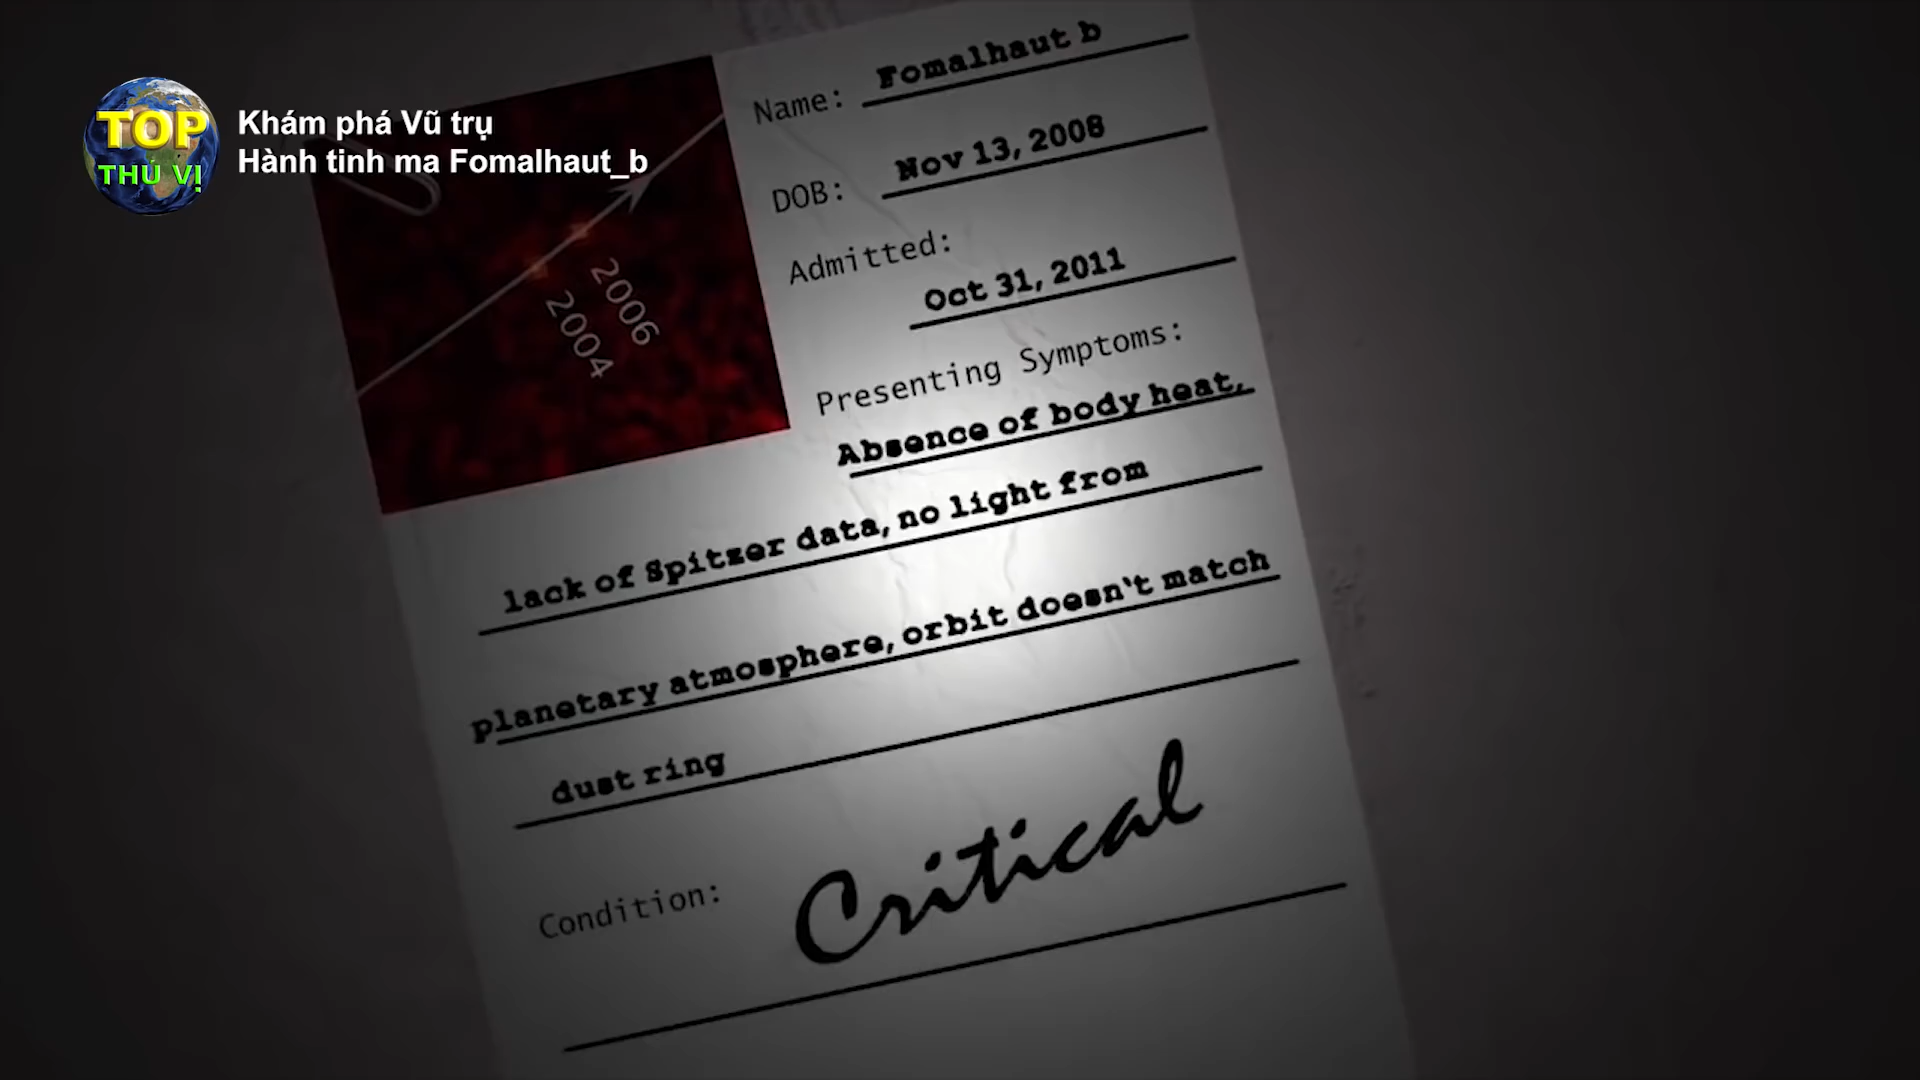 TOP
THÚ VỊ
Khám phá Vũ trụ
Hành tinh ma Fomalhaut_b
2006
2004
Name: Fomalhaut b
DOB: Nov 13, 2008
Admitted:
Oct 31, 2011
Presenting Symptoms:
Absence of body heat,
lack of Spitzer data, no light from
planetary atmosphere, orbit doesn't match
dust ring
Condition: Critical